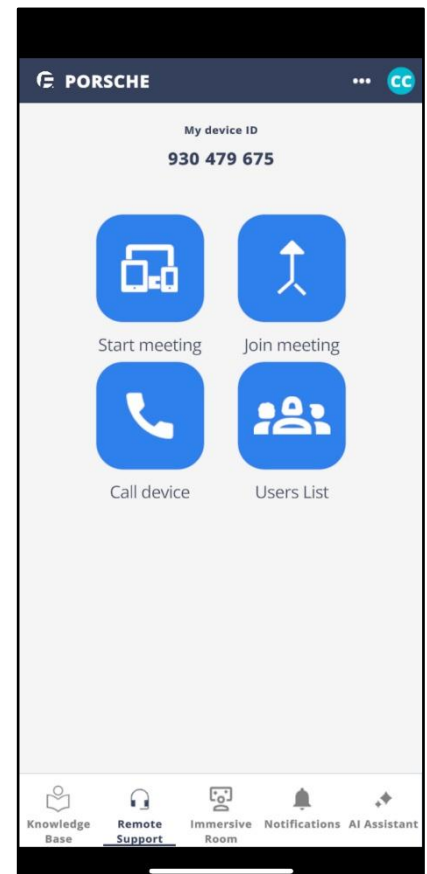 PORSCHE ••• CC
My device ID
930 479 675
Start meeting Join meeting
Call device Users List
Knowledge Base Remote Support Immersive Room Notifications AI Assistant